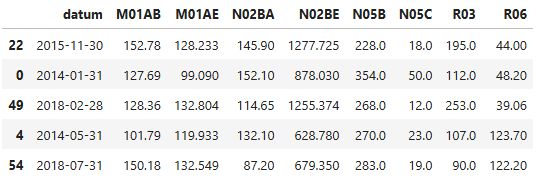 datum M01AB M01AE N02BA N02BE N05B N05C R03 R06
22 2015-11-30 152.78 128.233 145.90 1277.725 228.0 18.0 195.0 44.00
0 2014-01-31 127.69 99.090 152.10 878.030 354.0 50.0 112.0 48.20
49 2018-02-28 128.36 132.804 114.65 1255.374 268.0 12.0 253.0 39.06
4 2014-05-31 101.79 119.933 132.10 628.780 270.0 23.0 107.0 123.70
54 2018-07-31 150.18 132.549 87.20 679.350 283.0 19.0 90.0 122.20